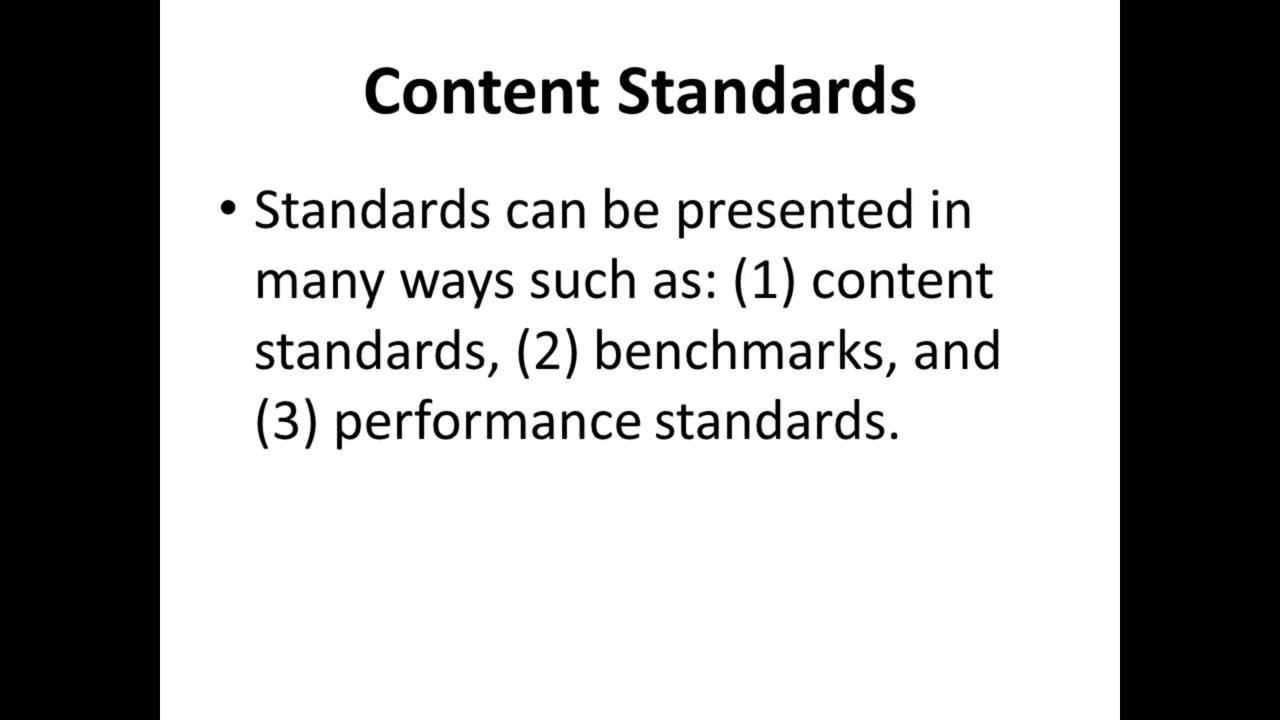 Content Standards
• Standards can be presented in
many ways such as: (1) content
standards, (2) benchmarks, and
(3) performance standards.